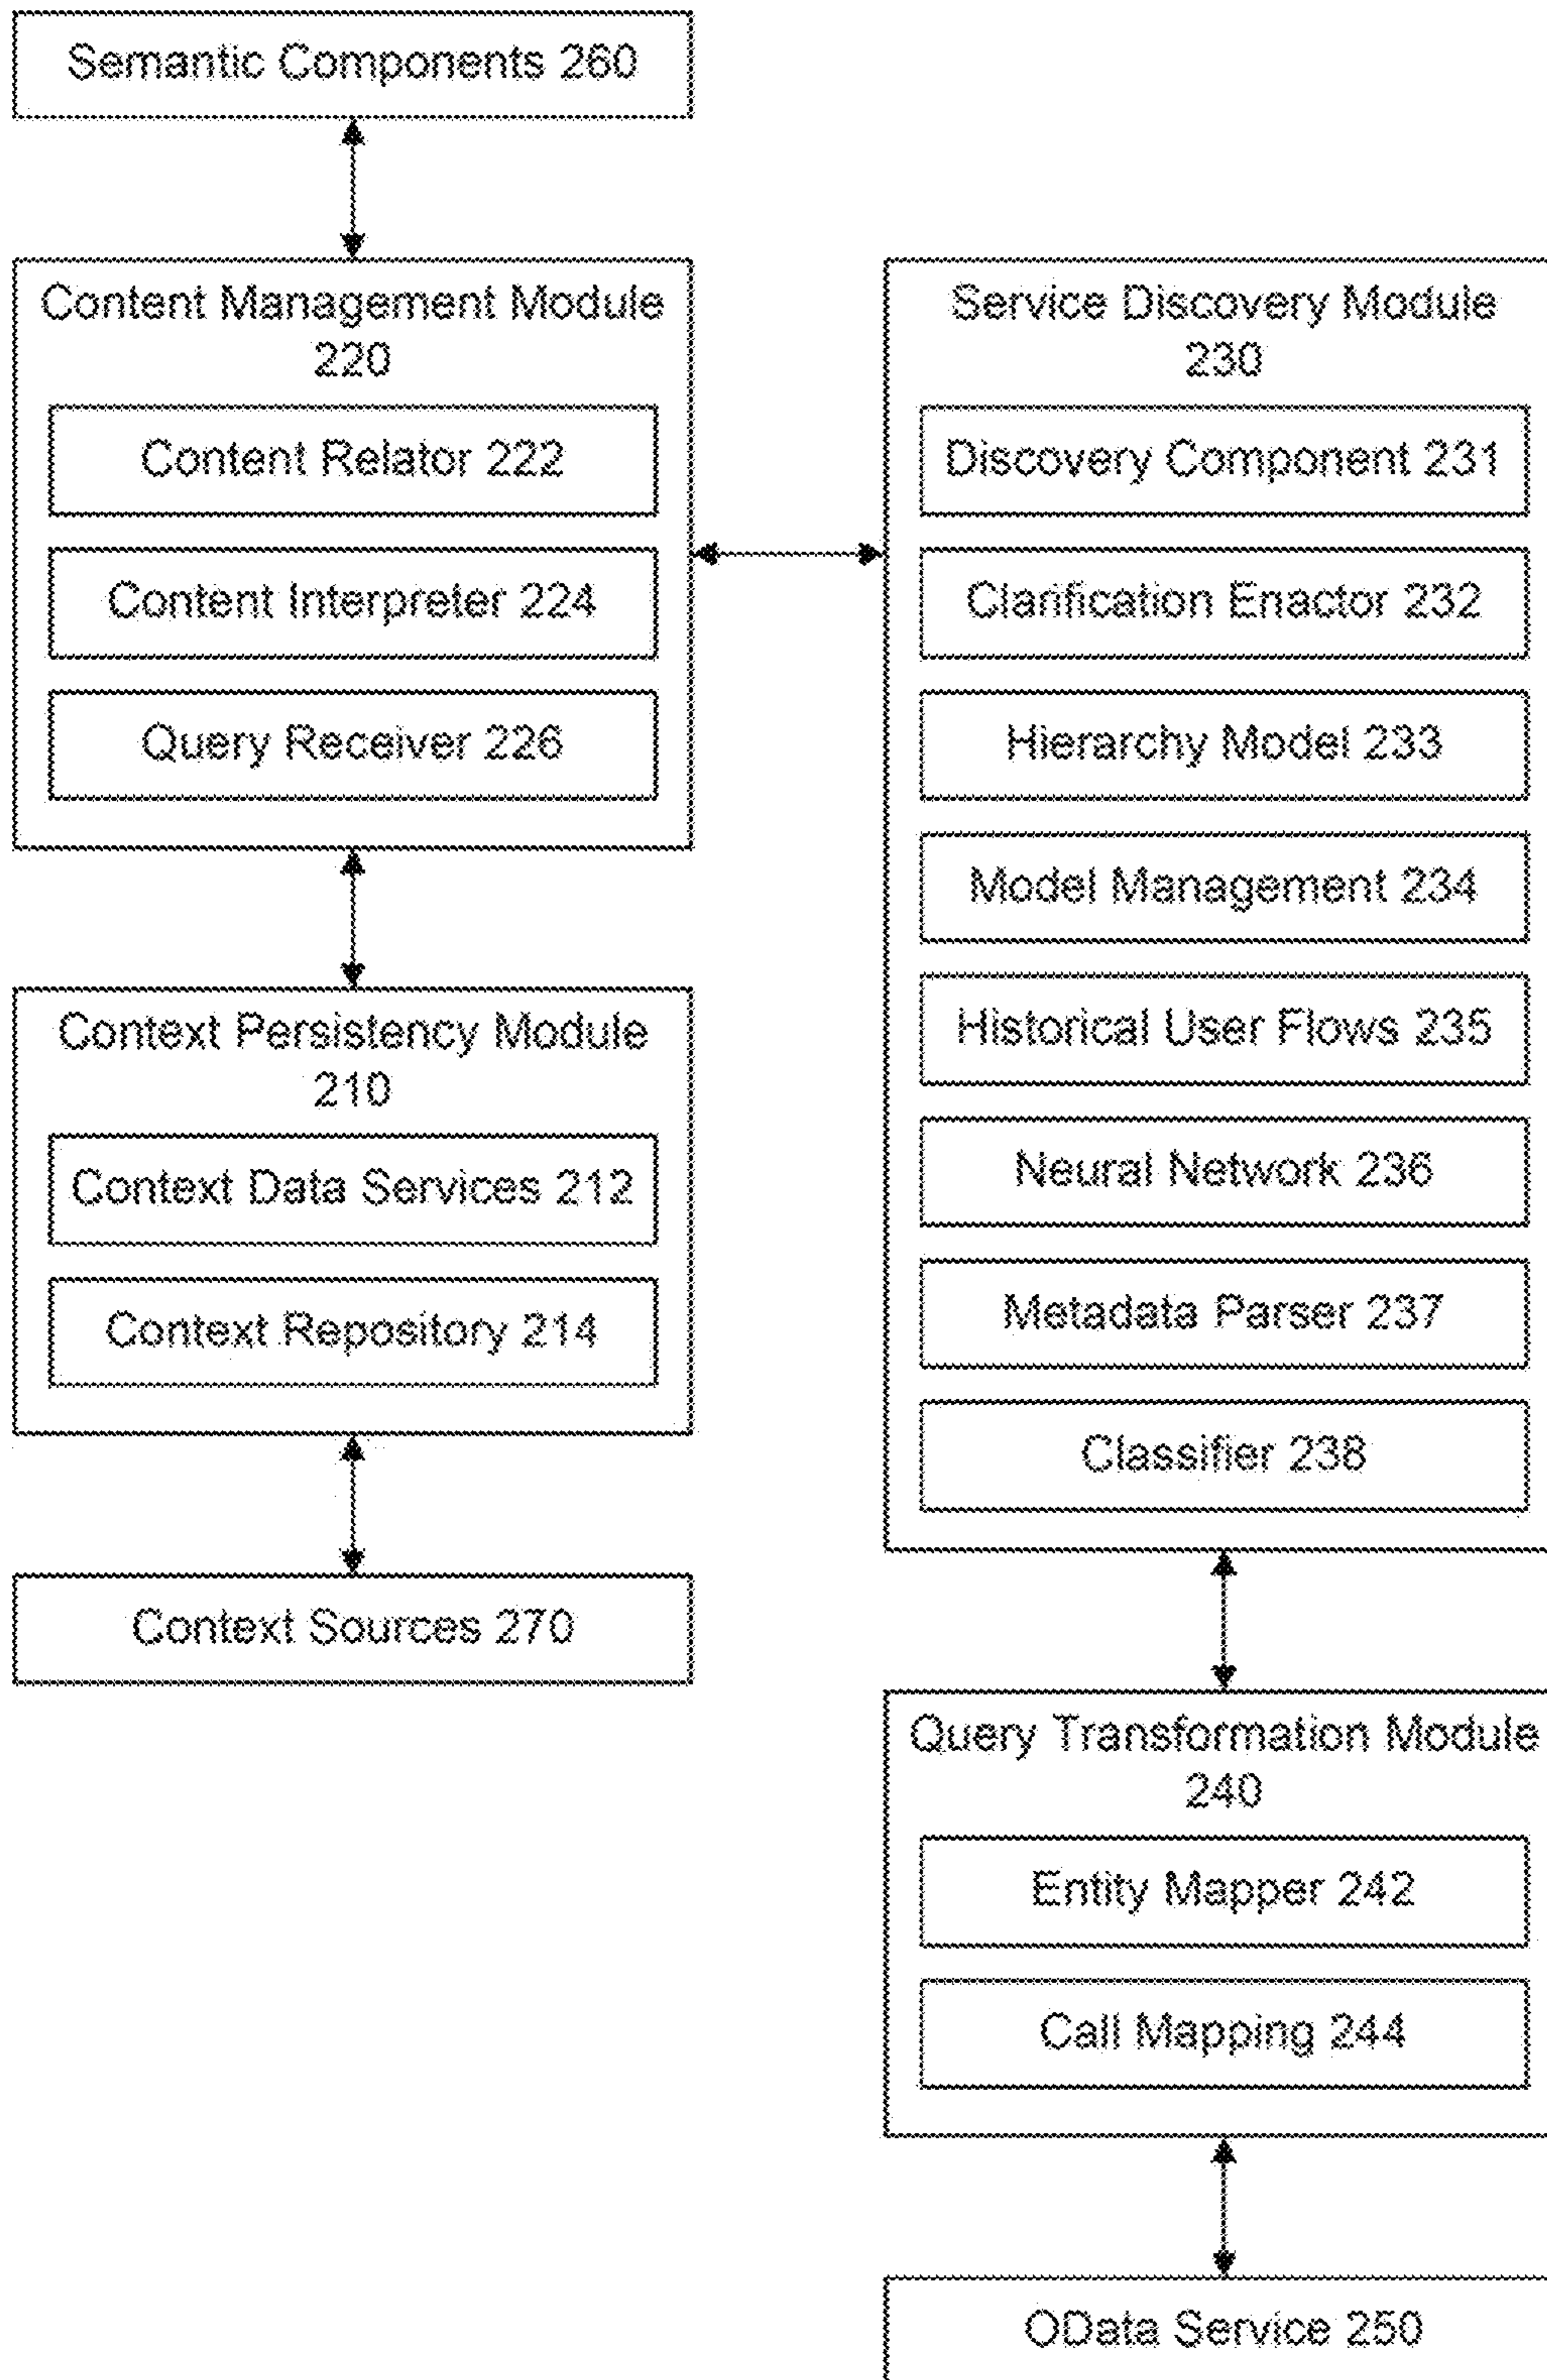 Semantic Components 260
Content Management Module
220
Content Relator 222
Content Interpreter 224
Query Receiver 226
Context Persistency Module
210
Context Data Services 212
Context Repository 214
Context Sources 270
Service Discovery Module
230
Discovery Component 231
Clarification Enactor 232
Hierarchy Model 233
Model Management 234
Historical User Flows 235
Neural Network 236
Metadata Parser 237
Classifier 238
Query Transformation Module
240
Entity Mapper 242
Call Mapping 244
OData Service 250